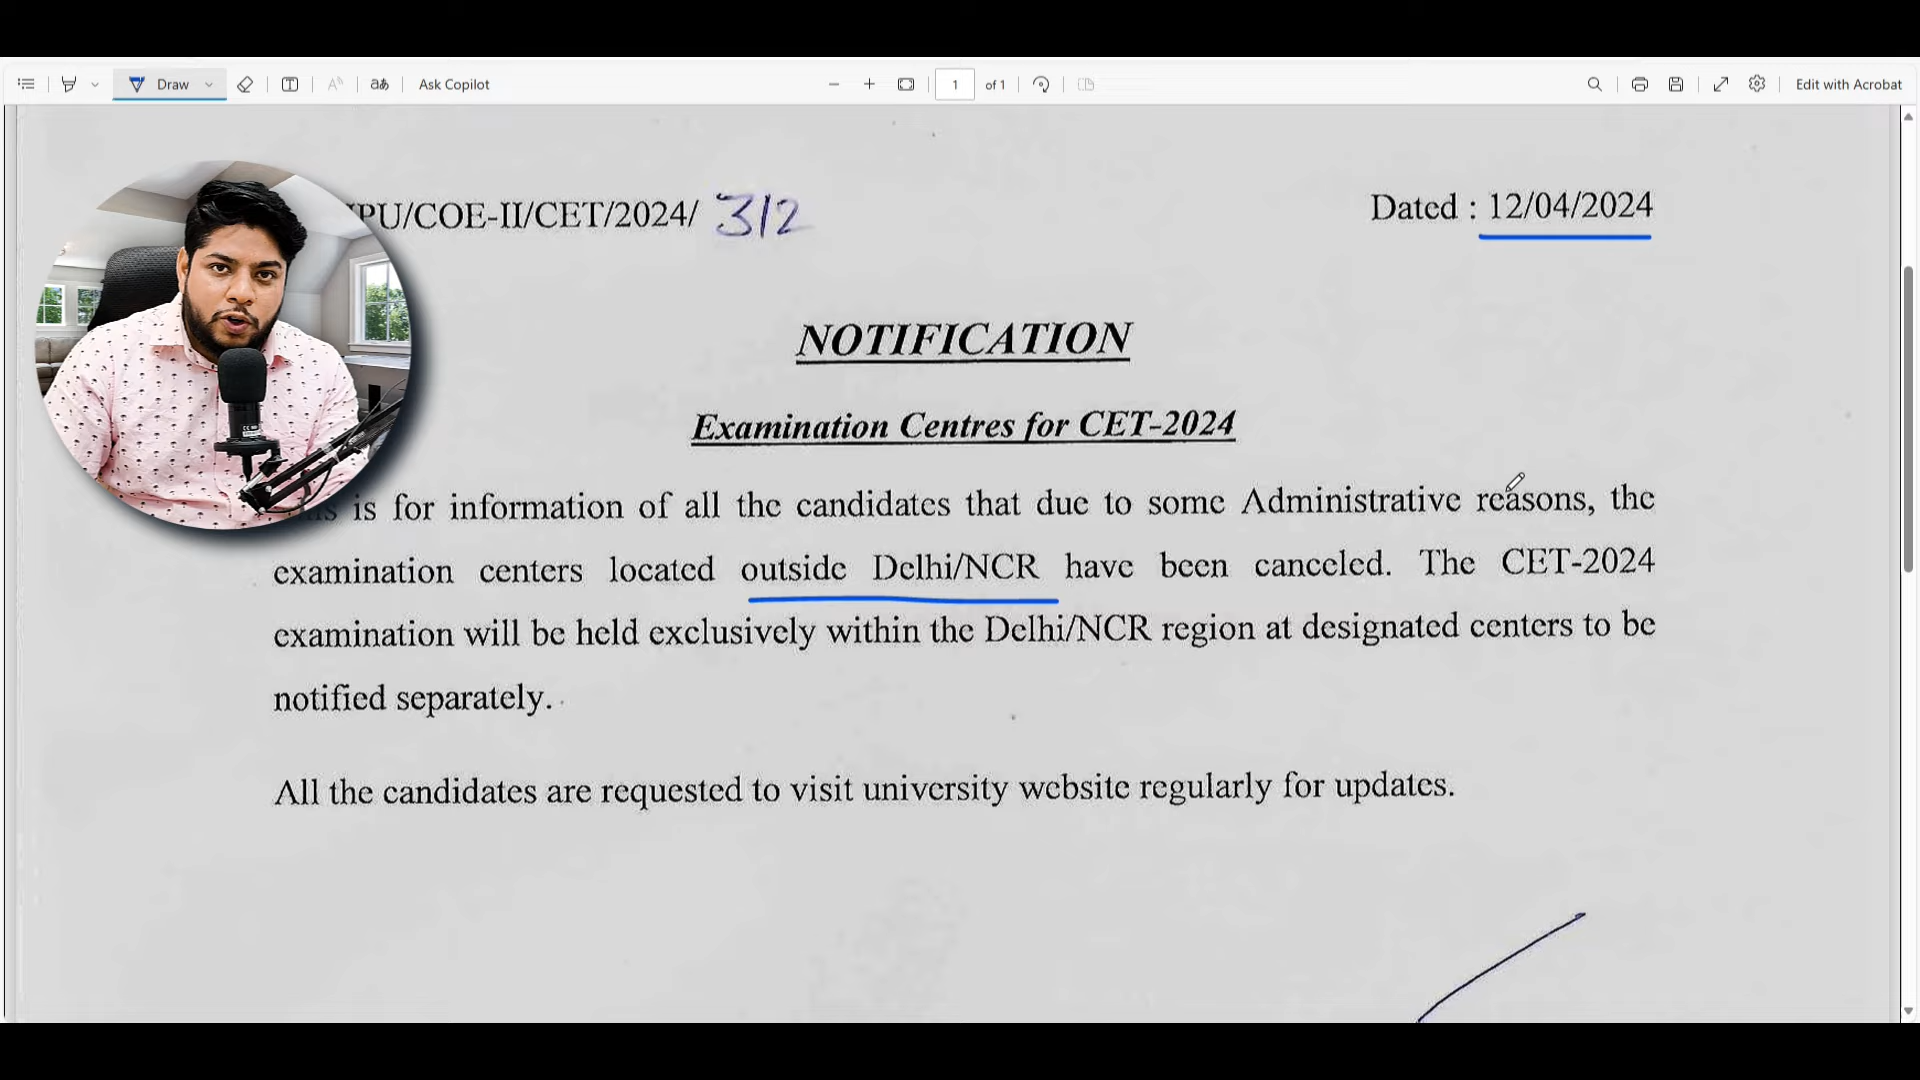 Draw
Ask Copilot
1 of 1
Edit with Acrobat
PU/COE-II/CET/2024/ 312
Dated : 12/04/2024
NOTIFICATION
Examination Centres for CET-2024
is for information of all the candidates that due to some Administrative reasons, the
examination centers located outside Delhi/NCR have been canceled. The CET-2024
examination will be held exclusively within the Delhi/NCR region at designated centers to be
notified separately.
All the candidates are requested to visit university website regularly for updates.